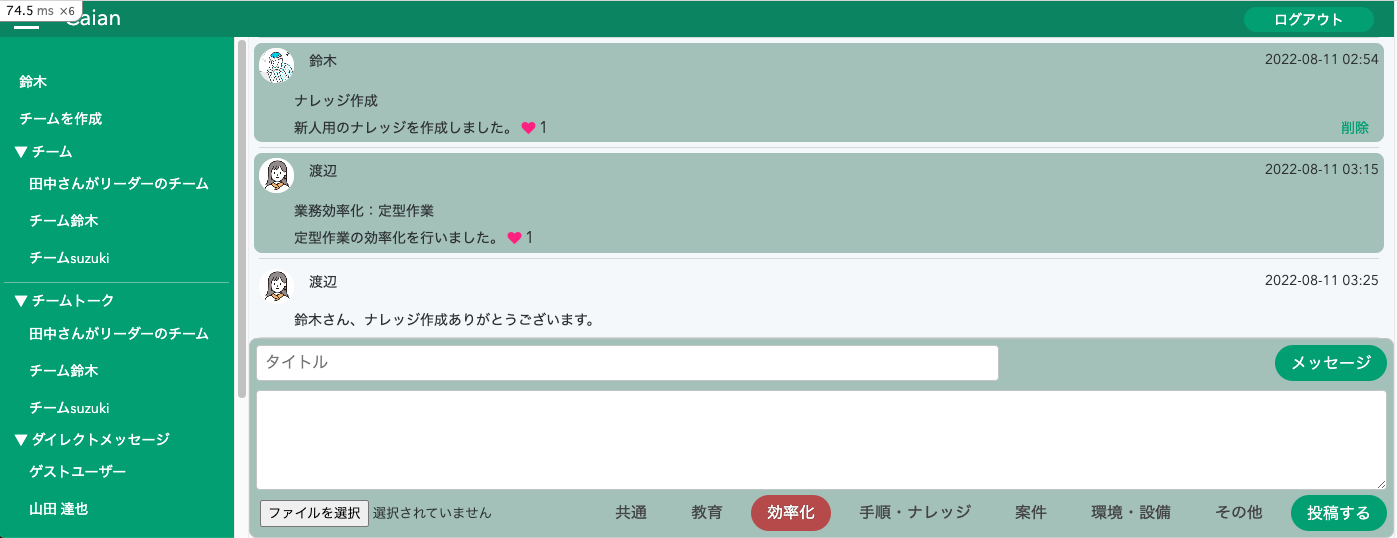 74.5 ms ×6
Gaian
ログアウト
鈴木
チームを作成
▼ チーム
田中さんがリーダーのチーム
チーム鈴木
チームsuzuki
▼ チームトーク
田中さんがリーダーのチーム
チーム鈴木
チームsuzuki
▼ ダイレクトメッセージ
ゲストユーザー
山田 達也
鈴木 2022-08-11 02:54
ナレッジ作成
新人用のナレッジを作成しました。 1 削除
渡辺 2022-08-11 03:15
業務効率化：定型作業
定型作業の効率化を行いました。 1
渡辺 2022-08-11 03:25
鈴木さん、ナレッジ作成ありがとうございます。
タイトル メッセージ
ファイルを選択 選択されていません 共通 教育 効率化 手順・ナレッジ 案件 環境・設備 その他 投稿する